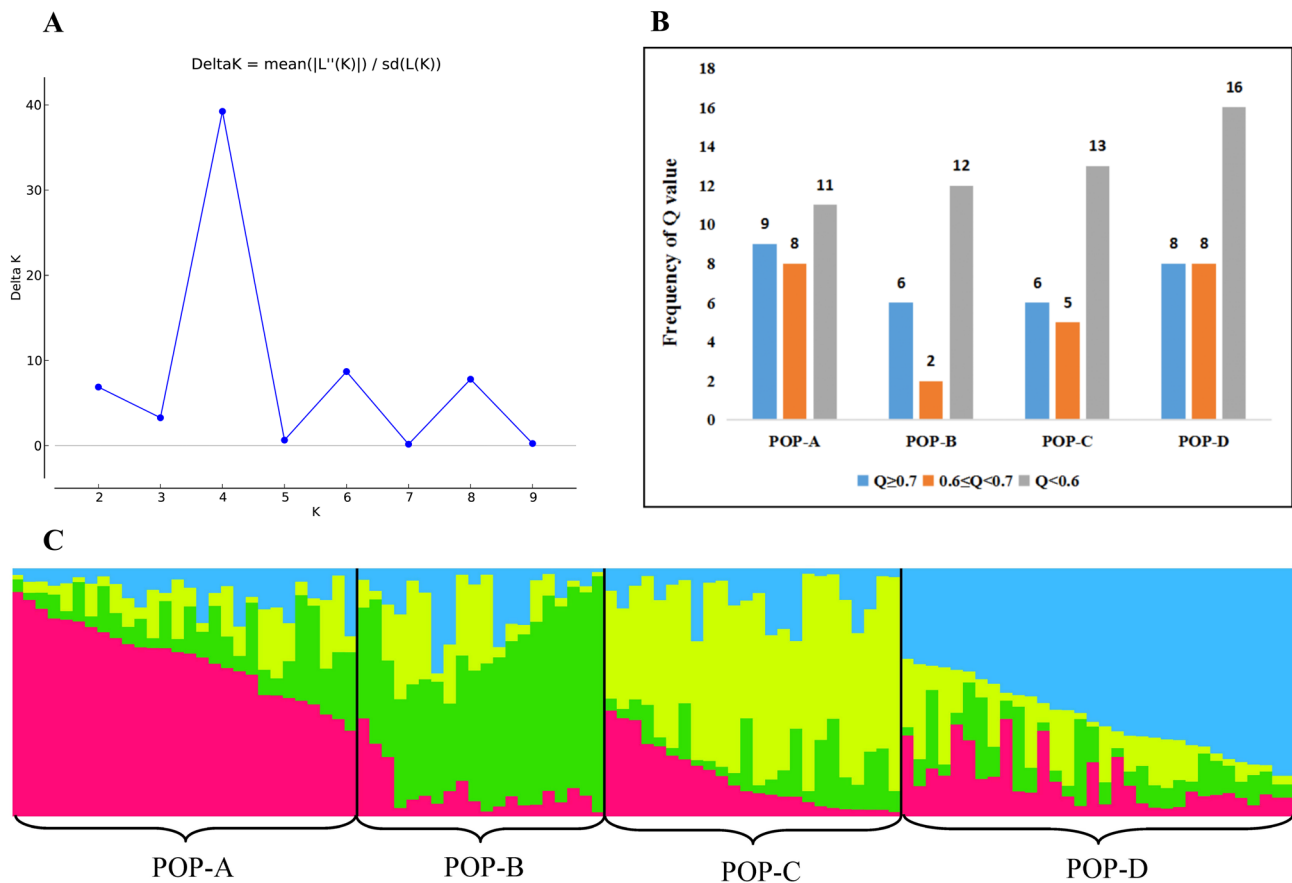 A
DeltaK = mean(|L''(K)|) / sd(L(K))
40
30
20
10
0
Delta K
2 3 4 5 6 7 8 9
K
B
18
16
14
12
10
8
6
4
2
0
Frequency of Q value
9 8 11
6 2 12
6 5 13
8 8 16
POP-A POP-B POP-C POP-D
Q≥0.7 0.6≤Q<0.7 Q<0.6
C
POP-A POP-B POP-C POP-D